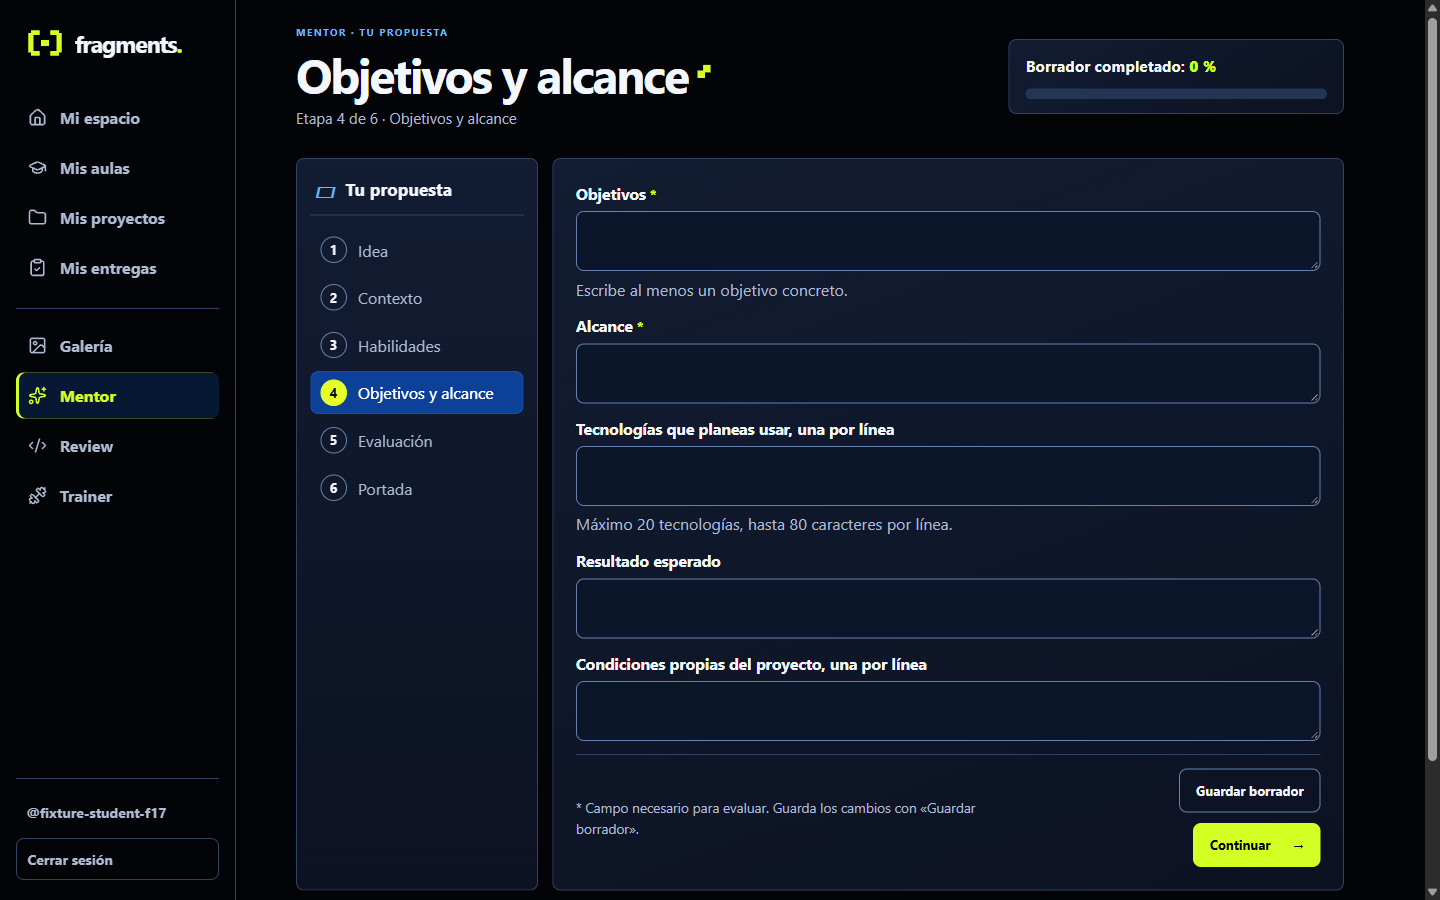 fragments.
Mi espacio
Mis aulas
Mis proyectos
Mis entregas
Galería
Mentor
Review
Trainer
@fixture-student-f17
Cerrar sesión
MENTOR · TU PROPUESTA
Objetivos y alcance
Etapa 4 de 6 · Objetivos y alcance
Borrador completado: 0 %
Tu propuesta
1 Idea
2 Contexto
3 Habilidades
4 Objetivos y alcance
5 Evaluación
6 Portada
Objetivos *
Escribe al menos un objetivo concreto.
Alcance *
Tecnologías que planeas usar, una por línea
Máximo 20 tecnologías, hasta 80 caracteres por línea.
Resultado esperado
Condiciones propias del proyecto, una por línea
* Campo necesario para evaluar. Guarda los cambios con «Guardar
borrador».
Guardar borrador
Continuar →